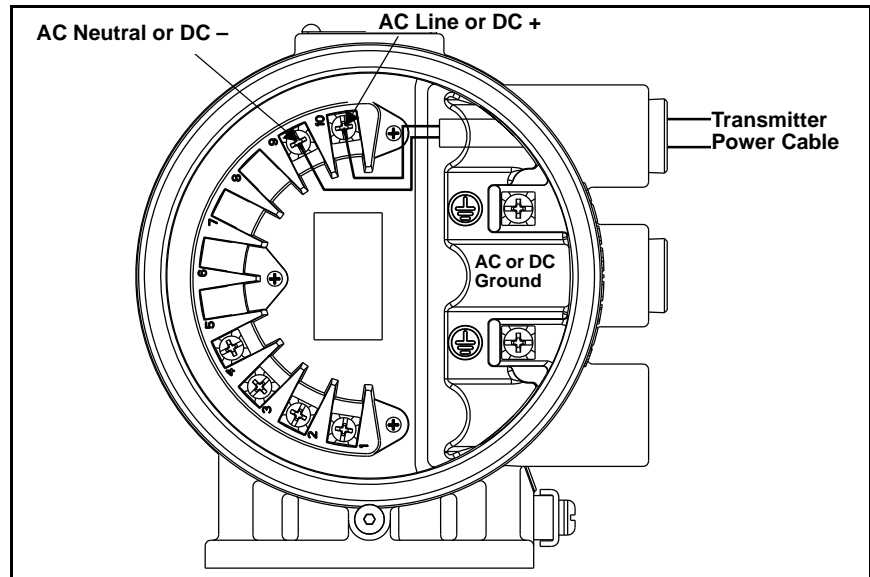 AC Neutral or DC –
AC Line or DC +
Transmitter
Power Cable
10
9
8
7
6
5
4
3
2
1
AC or DC
Ground